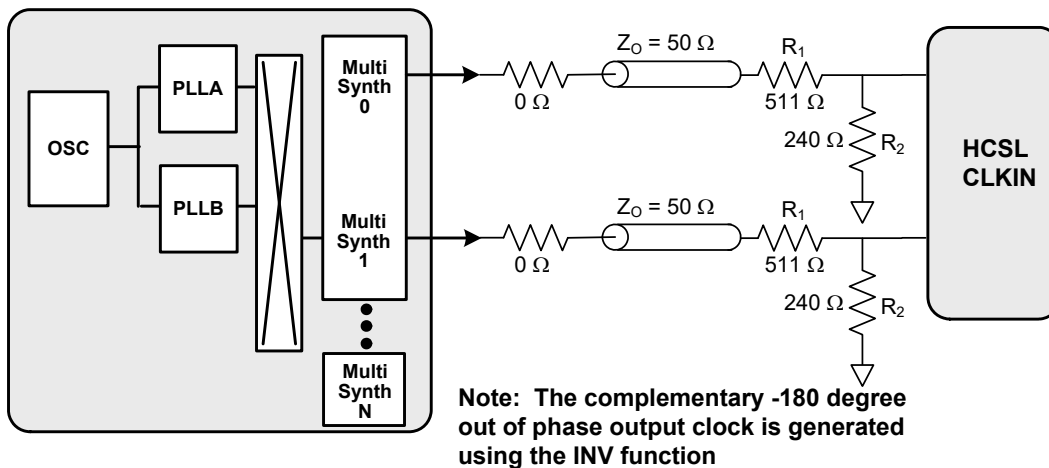 OSC
PLLA
PLLB
Multi
Synth
0
Multi
Synth
1
Multi
Synth
N
0 Ω
Z_O = 50 Ω
R₁
511 Ω
240 Ω
R₂
0 Ω
Z_O = 50 Ω
R₁
511 Ω
240 Ω
R₂
HCSL
CLKIN
Note: The complementary -180 degree
out of phase output clock is generated
using the INV function